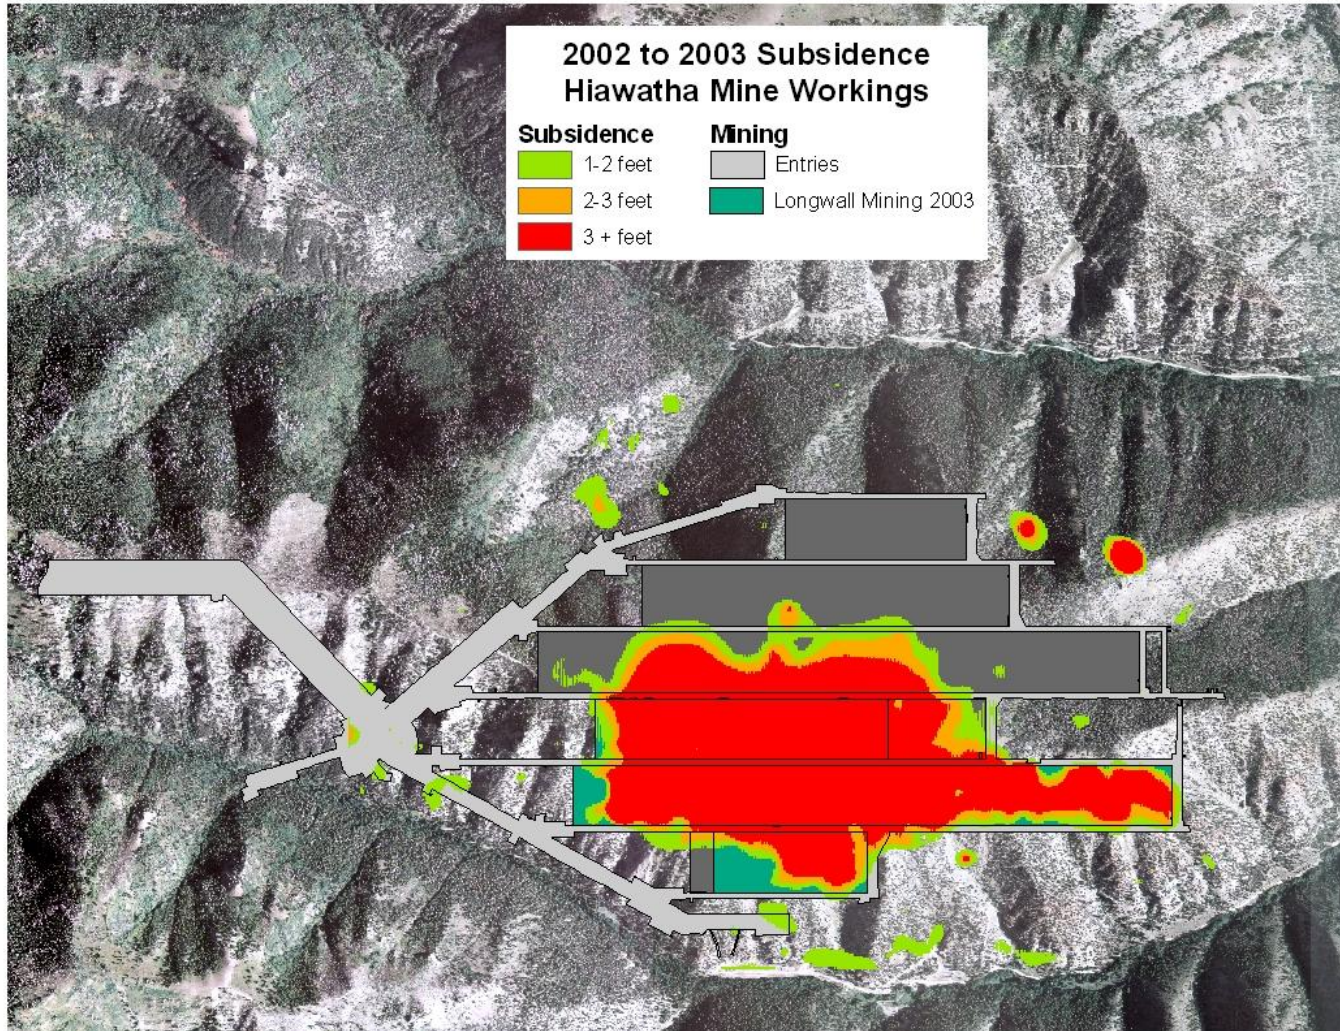 2002 to 2003 Subsidence
Hiawatha Mine Workings
Subsidence
Mining
1-2 feet
Entries
2-3 feet
Longwall Mining 2003
3 + feet